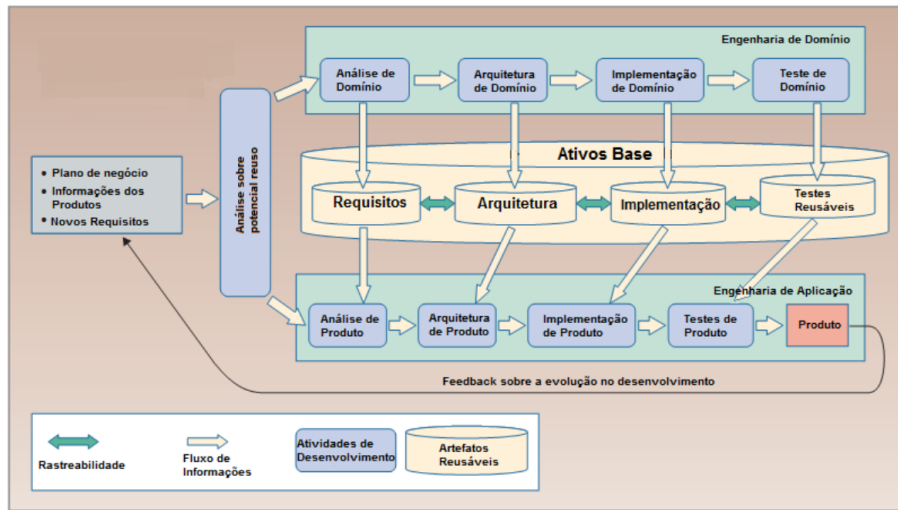 Engenharia de Domínio
Análise de
Domínio
Arquitetura
de Domínio
Implementação
de Domínio
Teste de
Domínio
Análise sobre
potencial reuso
• Plano de negócio
• Informações dos
Produtos
• Novos Requisitos
Ativos Base
Requisitos
Arquitetura
Implementação
Testes
Reusáveis
Engenharia de Aplicação
Análise de
Produto
Arquitetura
de Produto
Implementação
de Produto
Testes de
Produto
Produto
Feedback sobre a evolução no desenvolvimento
Rastreabilidade
Fluxo de
Informações
Atividades de
Desenvolvimento
Artefatos
Reusáveis